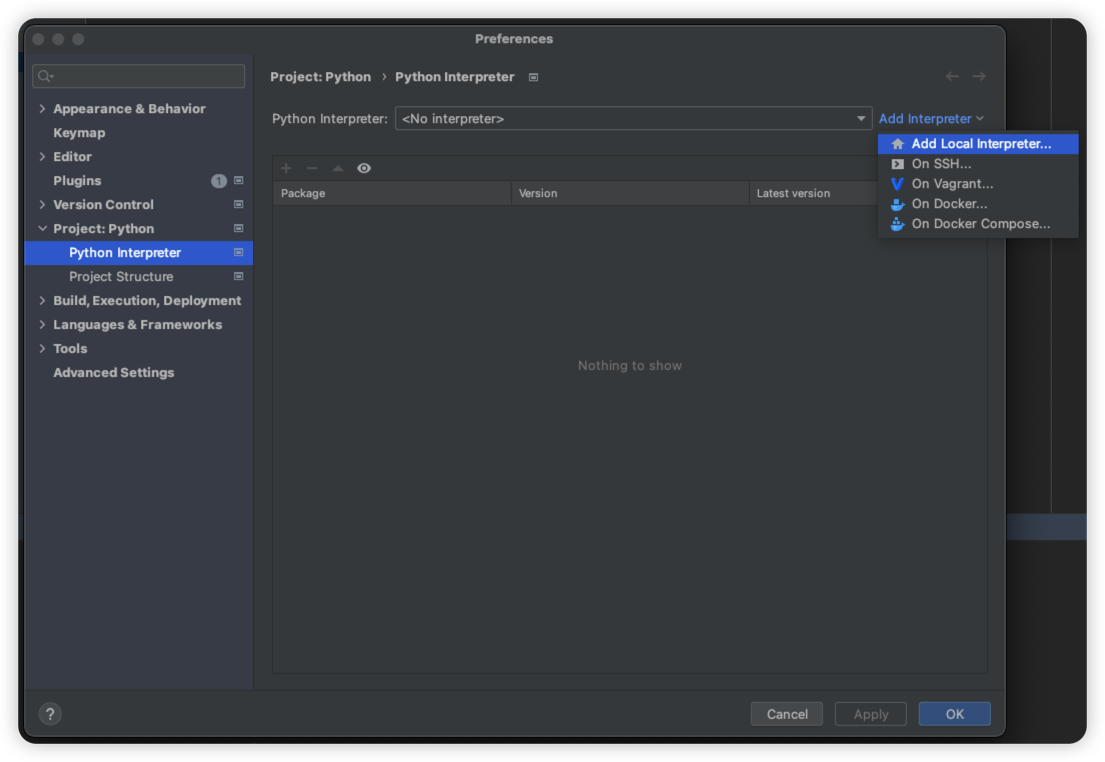 Preferences
Appearance & Behavior
Keymap
Editor
Plugins 1
Version Control
Project: Python
Python Interpreter
Project Structure
Build, Execution, Deployment
Languages & Frameworks
Tools
Advanced Settings
Project: Python › Python Interpreter
Python Interpreter: <No interpreter> Add Interpreter
Add Local Interpreter...
On SSH...
On Vagrant...
On Docker...
On Docker Compose...
Package Version Latest version
Nothing to show
? Cancel Apply OK